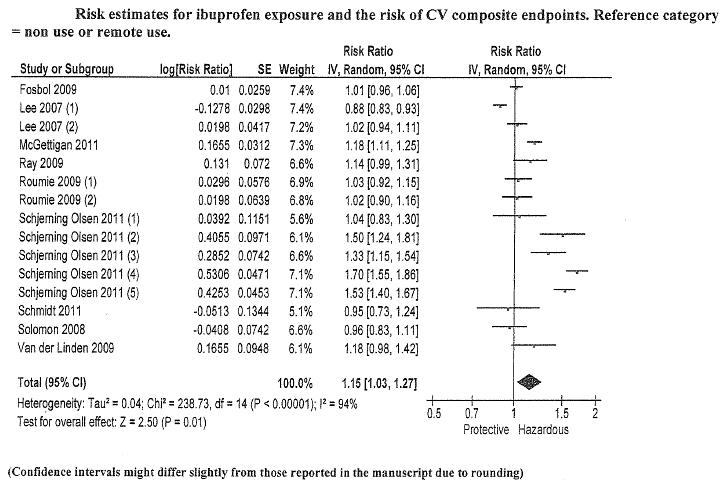 Risk estimates for ibuprofen exposure and the risk of CV composite endpoints. Reference category
= non use or remote use.
Risk Ratio Risk Ratio
Study or Subgroup log[Risk Ratio] SE Weight IV, Random, 95% CI IV, Random, 95% CI
Fosbol 2009 0.01 0.0259 7.4% 1.01 [0.96, 1.06]
Lee 2007 (1) -0.1278 0.0298 7.4% 0.88 [0.83, 0.93]
Lee 2007 (2) 0.0198 0.0417 7.2% 1.02 [0.94, 1.11]
McGettigan 2011 0.1655 0.0312 7.3% 1.18 [1.11, 1.25]
Ray 2009 0.131 0.072 6.6% 1.14 [0.99, 1.31]
Roumie 2009 (1) 0.0296 0.0576 6.9% 1.03 [0.92, 1.15]
Roumie 2009 (2) 0.0198 0.0639 6.8% 1.02 [0.90, 1.16]
Schjerning Olsen 2011 (1) 0.0392 0.1151 5.6% 1.04 [0.83, 1.30]
Schjerning Olsen 2011 (2) 0.4055 0.0971 6.1% 1.50 [1.24, 1.81]
Schjerning Olsen 2011 (3) 0.2852 0.0742 6.6% 1.33 [1.15, 1.54]
Schjerning Olsen 2011 (4) 0.5306 0.0471 7.1% 1.70 [1.55, 1.86]
Schjerning Olsen 2011 (5) 0.4253 0.0453 7.1% 1.53 [1.40, 1.67]
Schmidt 2011 -0.0513 0.1344 5.1% 0.95 [0.73, 1.24]
Solomon 2008 -0.0408 0.0742 6.6% 0.96 [0.83, 1.11]
Van der Linden 2009 0.1655 0.0948 6.1% 1.18 [0.98, 1.42]
Total (95% CI) 100.0% 1.15 [1.03, 1.27]
Heterogeneity: Tau² = 0.04; Chi² = 238.73, df = 14 (P < 0.00001); I² = 94%
Test for overall effect: Z = 2.50 (P = 0.01)
0.5 0.7 1 1.5 2
Protective Hazardous
(Confidence intervals might differ slightly from those reported in the manuscript due to rounding)